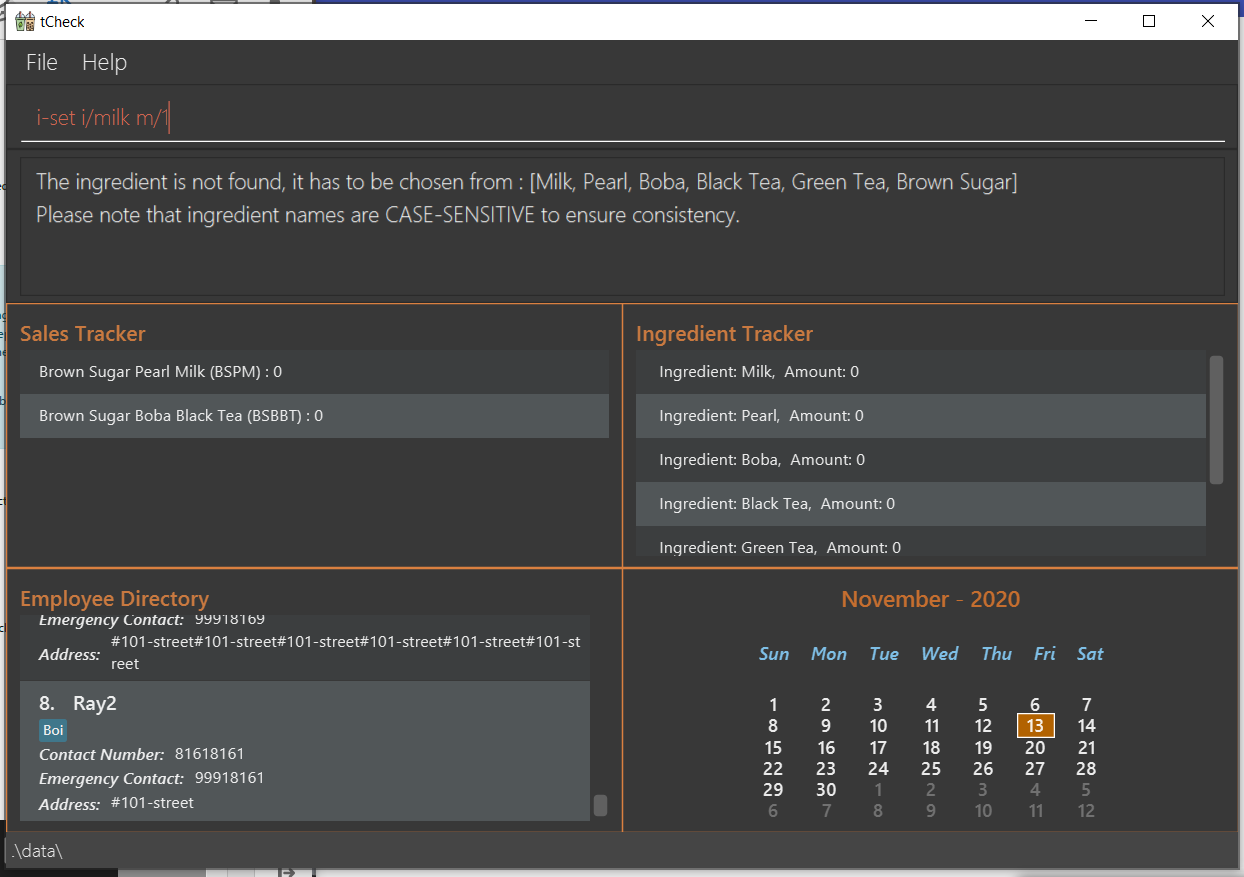 tCheck
File Help
i-set i/milk m/1
The ingredient is not found, it has to be chosen from : [Milk, Pearl, Boba, Black Tea, Green Tea, Brown Sugar]
Please note that ingredient names are CASE-SENSITIVE to ensure consistency.
Sales Tracker
Brown Sugar Pearl Milk (BSPM) : 0
Brown Sugar Boba Black Tea (BSBBT) : 0
Ingredient Tracker
Ingredient: Milk, Amount: 0
Ingredient: Pearl, Amount: 0
Ingredient: Boba, Amount: 0
Ingredient: Black Tea, Amount: 0
Ingredient: Green Tea, Amount: 0
Employee Directory
Emergency Contact: 99918169
Address: #101-street#101-street#101-street#101-street#101-street#101-st
reet
8. Ray2
Boi
Contact Number: 81618161
Emergency Contact: 99918161
Address: #101-street
November - 2020
Sun Mon Tue Wed Thu Fri Sat
1 2 3 4 5 6 7
8 9 10 11 12 13 14
15 16 17 18 19 20 21
22 23 24 25 26 27 28
29 30 1 2 3 4 5
6 7 8 9 10 11 12
.\data\